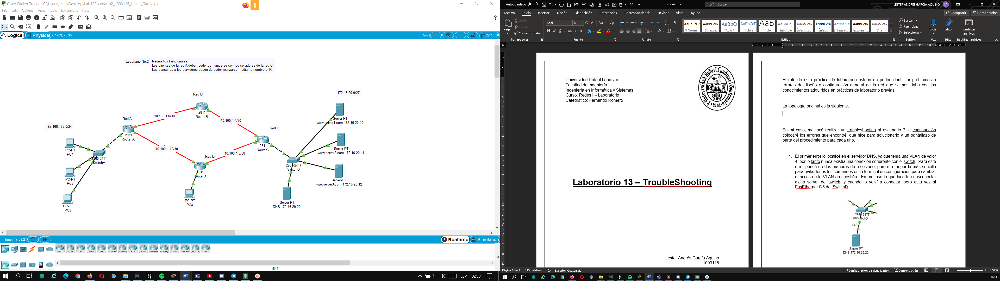 Cisco Packet Tracer - C:\Users\leste\Desktop\Lab13Escenario2_1003115_Lester_Garcia.pkt
File Edit Options View Tools Extensions Help
Logical Physical x: 1703, y: 595
[Root] 22:15:30
Escenario No.2
Requisitos Funcionales
Los clientes de la red A deben poder comunicarse con los servidores de la red C.
Las consultas a los servidores deben de poder realizarse mediante nombre e IP.
172.16.20.0/27
Red B
2811
RouterB
10.100.1.0/30
10.100.1.4/30
Red A
192.168.155.0/24
2811
Router A
Server-PT
www.server1.com 172.16.20.10
Red C
2811
RouterC
PC-PT
PC1
10.100.1.12/30
10.100.1.8/30
Server-PT
www.server2.com 172.16.20.11
2960-24TT
SwitchA
Red D
2960-24TT
SwitchD
2811
RouterD
PC-PT
PC2
Server-PT
www.server3.com 172.16.20.12
PC-PT
PC4
Server-PT
DNS 172.16.20.20
PC-PT
PC3
Time: 17:09:21
Realtime Simulation
4331 4321 1941 2901 2911 819IOX 819HGW 829 1240 PT-Router PT-Empty 1841 2620XM 2621XM 2811
1841
ESP 02:33
Autoguardado
Laborat...
Buscar
LESTER ANDRES GARCIA AQUINO LA
Archivo Inicio Insertar Diseño Disposición Referencias Correspondencia Revisar Vista Ayuda
Compartir Comentarios
Pegar
Cortar
Copiar
Copiar formato
Portapapeles
Arial 12
N K S
Fuente
Párrafo
¶ Normal
¶ Sin espa...
Título 1
Título 2
Título
Subtítulo
Énfasis sutil
Énfasis
Énfasis int...
Texto en n...
Cita
Estilos
Buscar
Reemplazar
Seleccionar
Edición
Dictar
Voz
Editor
Editor
Reutilizar archivos
Reutilizar archivos
Universidad Rafael Landívar
Facultad de Ingeniería
Ingeniería en Informática y Sistemas
Curso: Redes I – Laboratorio
Catedrático: Fernando Romero
Laboratorio 13 – TroubleShooting
Lester Andrés García Aquino
1003115
El reto de esta práctica de laboratorio estaba en poder identificar problemas o
errores de diseño o configuración general de la red que se nos daba con los
conocimientos adquiridos en prácticas de laboratorio previas.
La topología original es la siguiente:
En mi caso, me tocó realizar un troubleshooting al escenario 2, a continuación
colocaré los errores que encontré, que hice para solucionarlo y un pantallazo de
parte del procedimiento para cada uno.
1. El primer error lo localicé en el servidor DNS, ya que tenía una VLAN de valor
4, por lo tanto nunca existía una conexión coherente con el switch. Para este
error pensé en dos maneras de resolverlo, pero me fui por la más sencilla
para evitar todos los comandos en la terminal de configuración para cambiar
el acceso a la VLAN en cuestión. En mi caso lo que hice fue desconectar
dicho server del switch, y cuando lo volví a conectar, pero esta vez al
FasEthernet 0/5 del SwitchD.
2960-24TT
Fa0/5 itchD
Fa0
Server-PT
DNS 172.16.20.20
Página 2 de 2 195 palabras Español (Guatemala)
Configuración de visualización Concentración 100 %
02:33